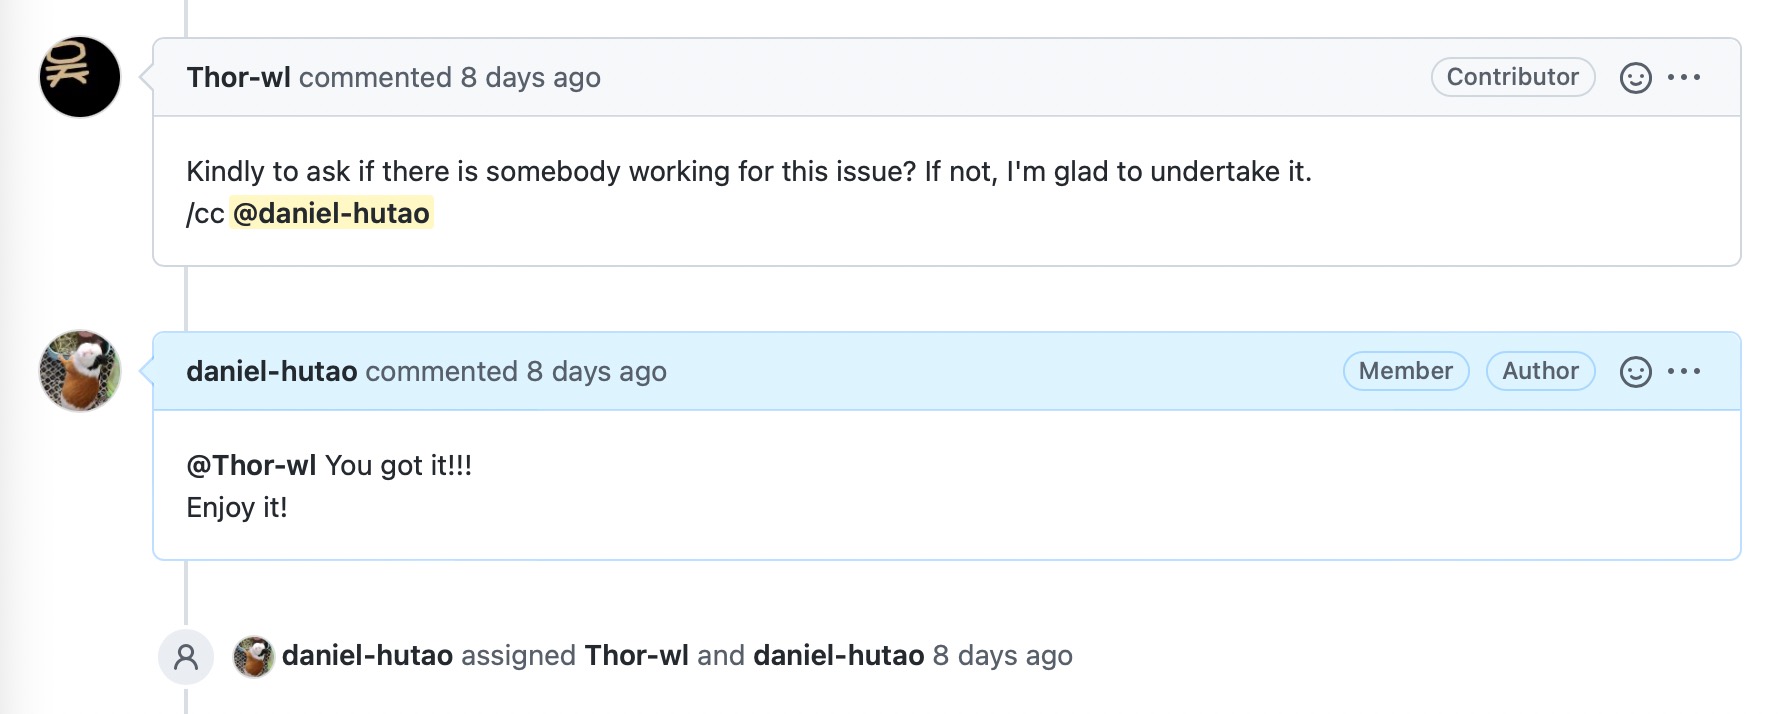 Thor-wl commented 8 days ago Contributor
Kindly to ask if there is somebody working for this issue? If not, I'm glad to undertake it.
/cc @daniel-hutao
daniel-hutao commented 8 days ago Member Author
@Thor-wl You got it!!!
Enjoy it!
daniel-hutao assigned Thor-wl and daniel-hutao 8 days ago